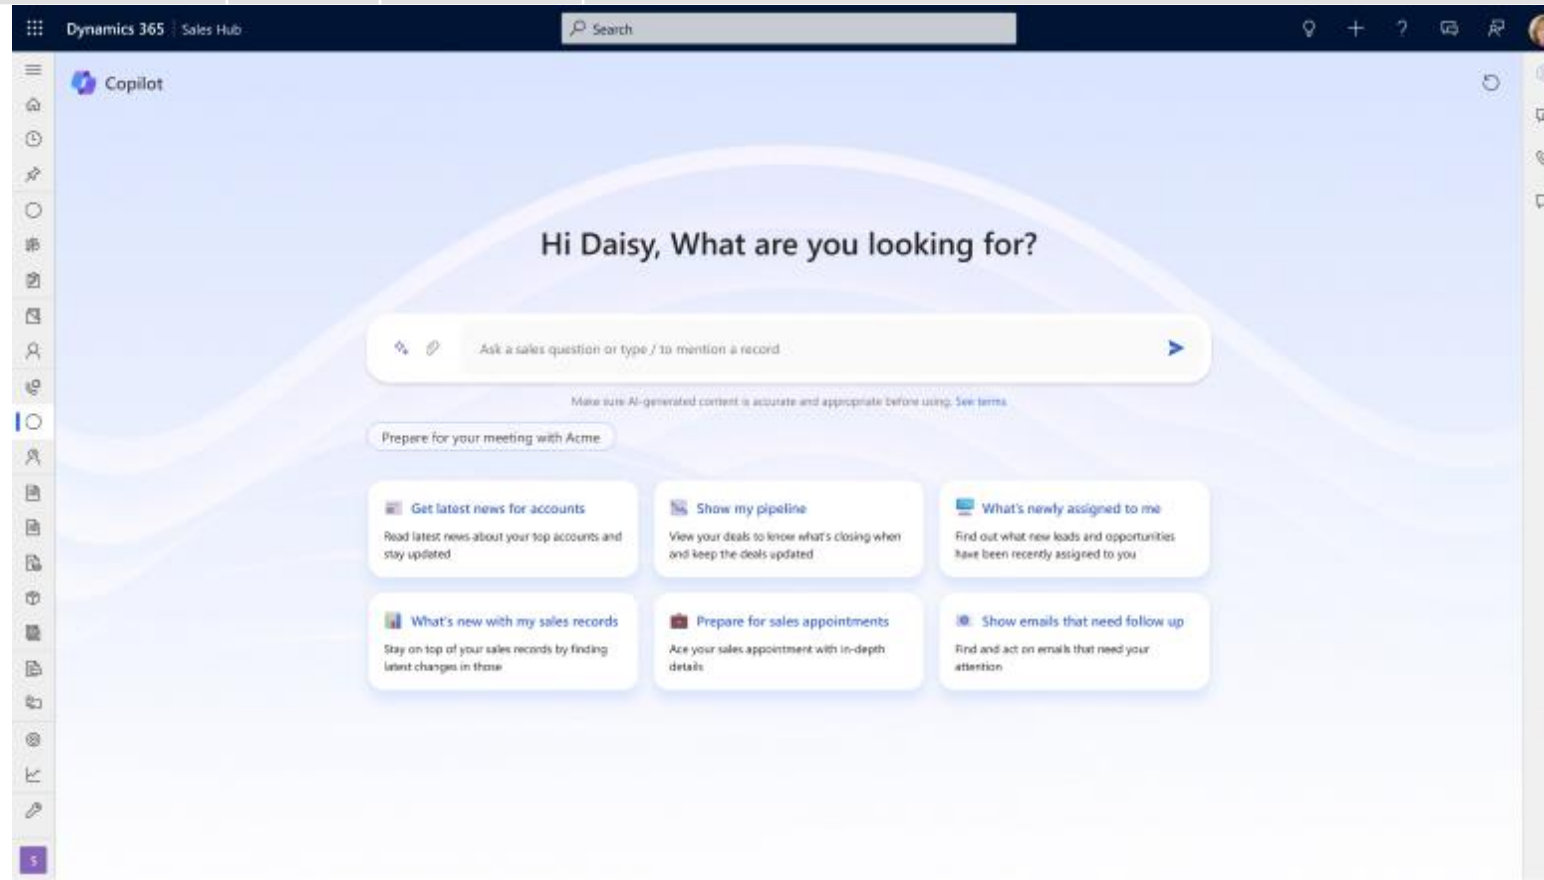 Dynamics 365 Sales Hub
Search
Copilot
Hi Daisy, What are you looking for?
Ask a sales question or type / to mention a record
Make sure AI-generated content is accurate and appropriate before using. See terms
Prepare for your meeting with Acme
Get latest news for accounts
Read latest news about your top accounts and
stay updated
Show my pipeline
View your deals to know what's closing when
and keep the deals updated
What's newly assigned to me
Find out what new leads and opportunities
have been recently assigned to you
What's new with my sales records
Stay on top of your sales records by finding
latest changes in those
Prepare for sales appointments
Ace your sales appointment with in-depth
details
Show emails that need follow up
Find and act on emails that need your
attention
S